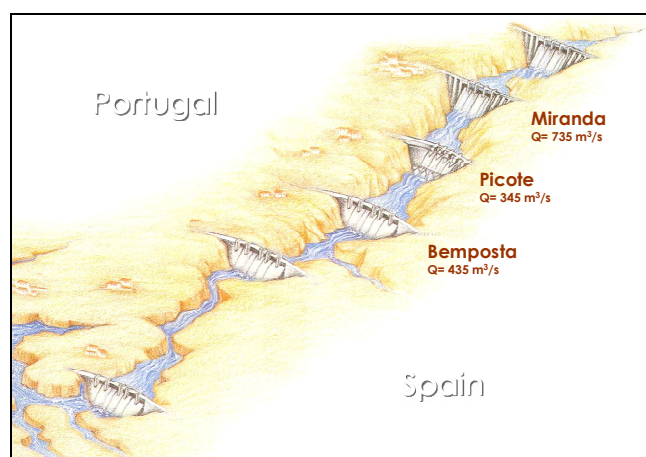 Portugal
Miranda
Q= 735 m³/s
Picote
Q= 345 m³/s
Bemposta
Q= 435 m³/s
Spain